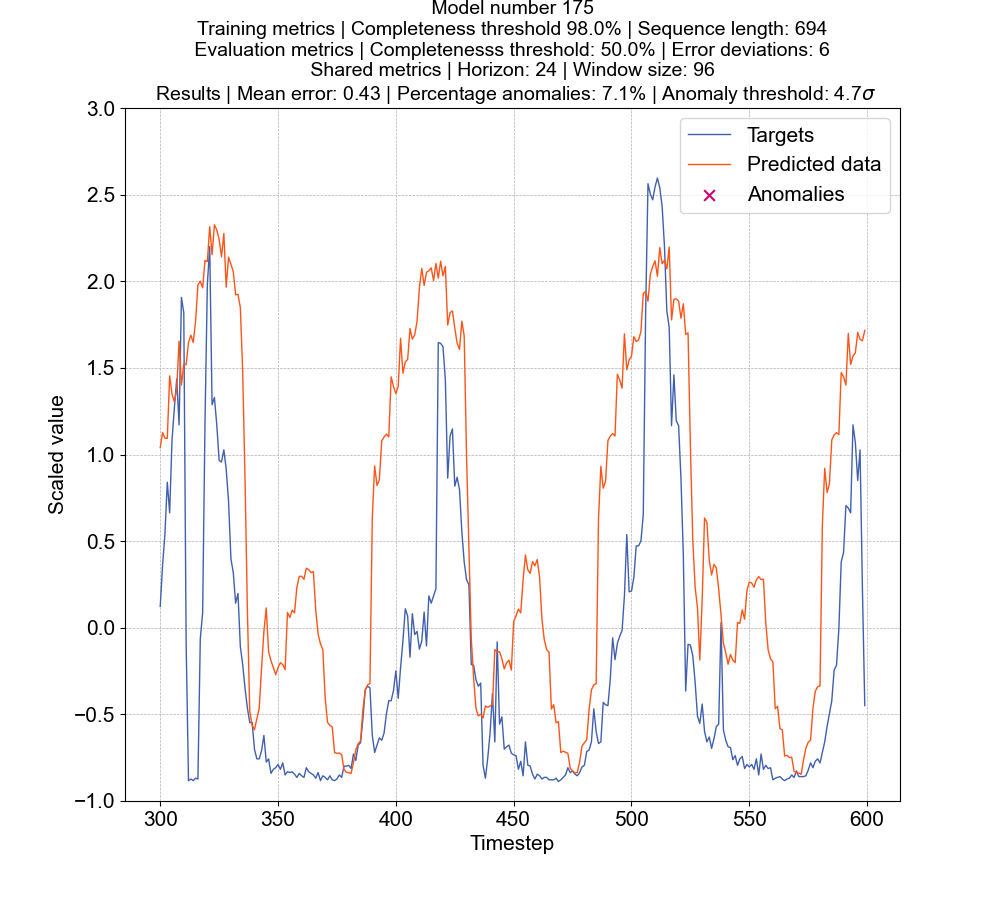 Model number 175
Training metrics | Completeness threshold 98.0% | Sequence length: 694
Evaluation metrics | Completenesss threshold: 50.0% | Error deviations: 6
Shared metrics | Horizon: 24 | Window size: 96
Results | Mean error: 0.43 | Percentage anomalies: 7.1% | Anomaly threshold: 4.7σ
Targets
Predicted data
Anomalies
3.0
2.5
2.0
1.5
1.0
0.5
0.0
−0.5
−1.0
Scaled value
300 350 400 450 500 550 600
Timestep